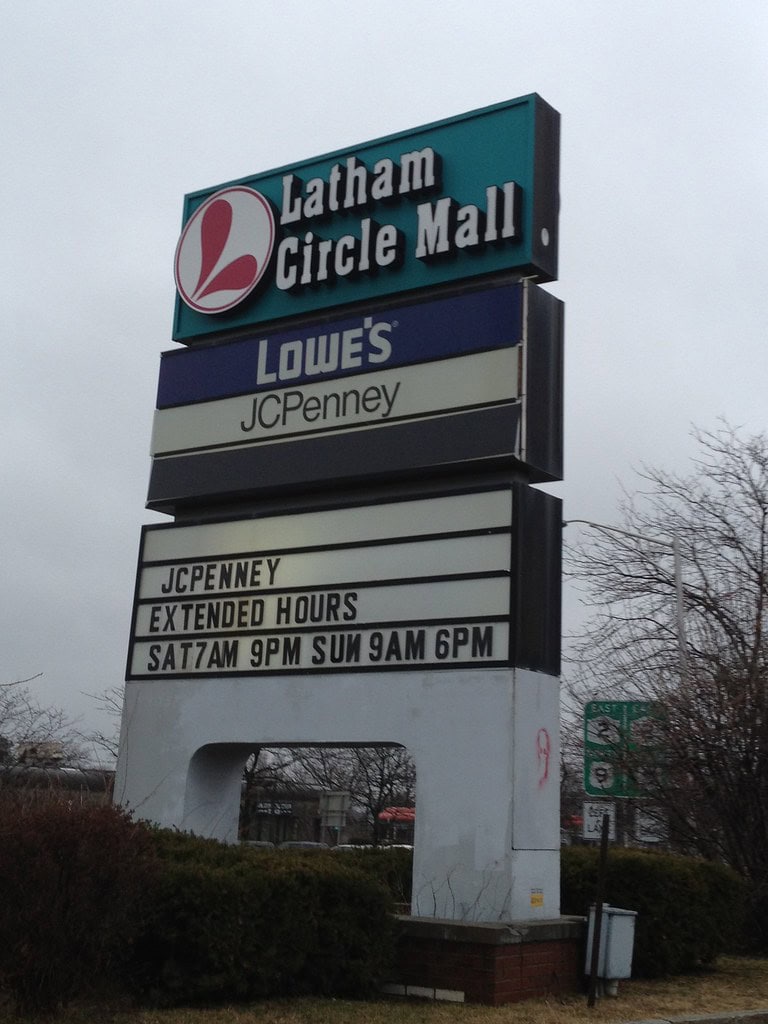 Latham
Circle Mall
LOWE'S
JCPenney
JCPENNEY
EXTENDED HOURS
SAT7AM 9PM SUN 9AM 6PM
EAST
2
9